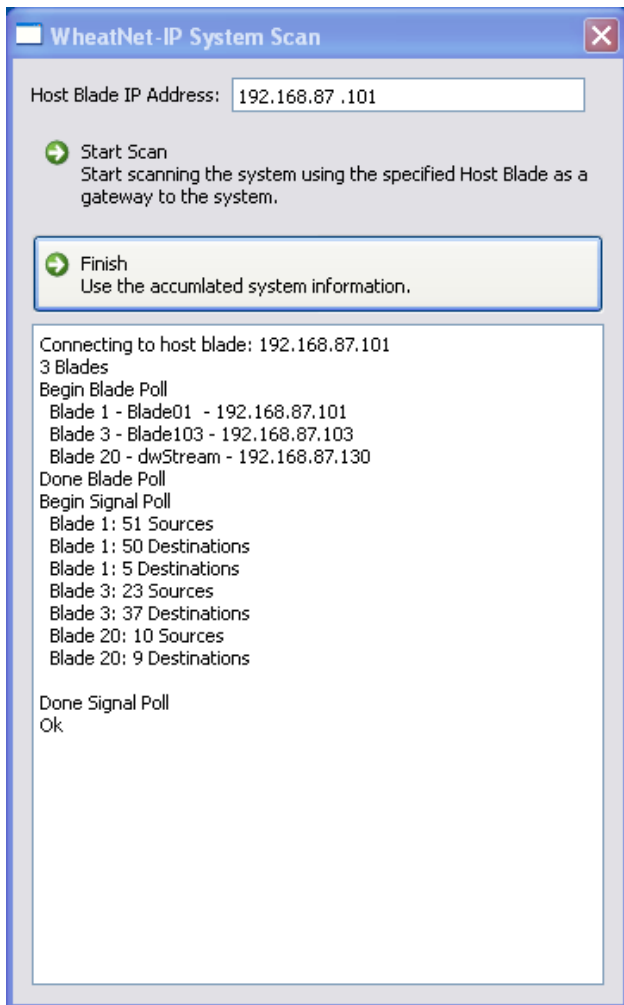 WheatNet-IP System Scan
Host Blade IP Address: 192.168.87 .101
Start Scan
Start scanning the system using the specified Host Blade as a
gateway to the system.
Finish
Use the accumlated system information.
Connecting to host blade: 192.168.87.101
3 Blades
Begin Blade Poll
Blade 1 - Blade01  - 192.168.87.101
Blade 3 - Blade103 - 192.168.87.103
Blade 20 - dwStream - 192.168.87.130
Done Blade Poll
Begin Signal Poll
Blade 1: 51 Sources
Blade 1: 50 Destinations
Blade 1: 5 Destinations
Blade 3: 23 Sources
Blade 3: 37 Destinations
Blade 20: 10 Sources
Blade 20: 9 Destinations
Done Signal Poll
Ok